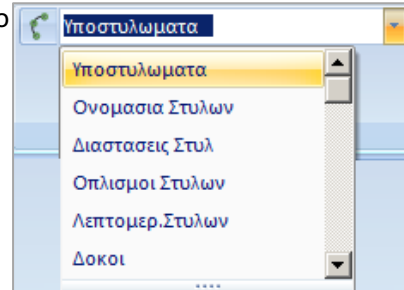 ο
Υποστυλωματα
Υποστυλωματα
Ονομασια Στυλων
Διαστασεις Στυλ
Οπλισμοι Στυλων
Λεπτομερ.Στυλων
Δοκοι